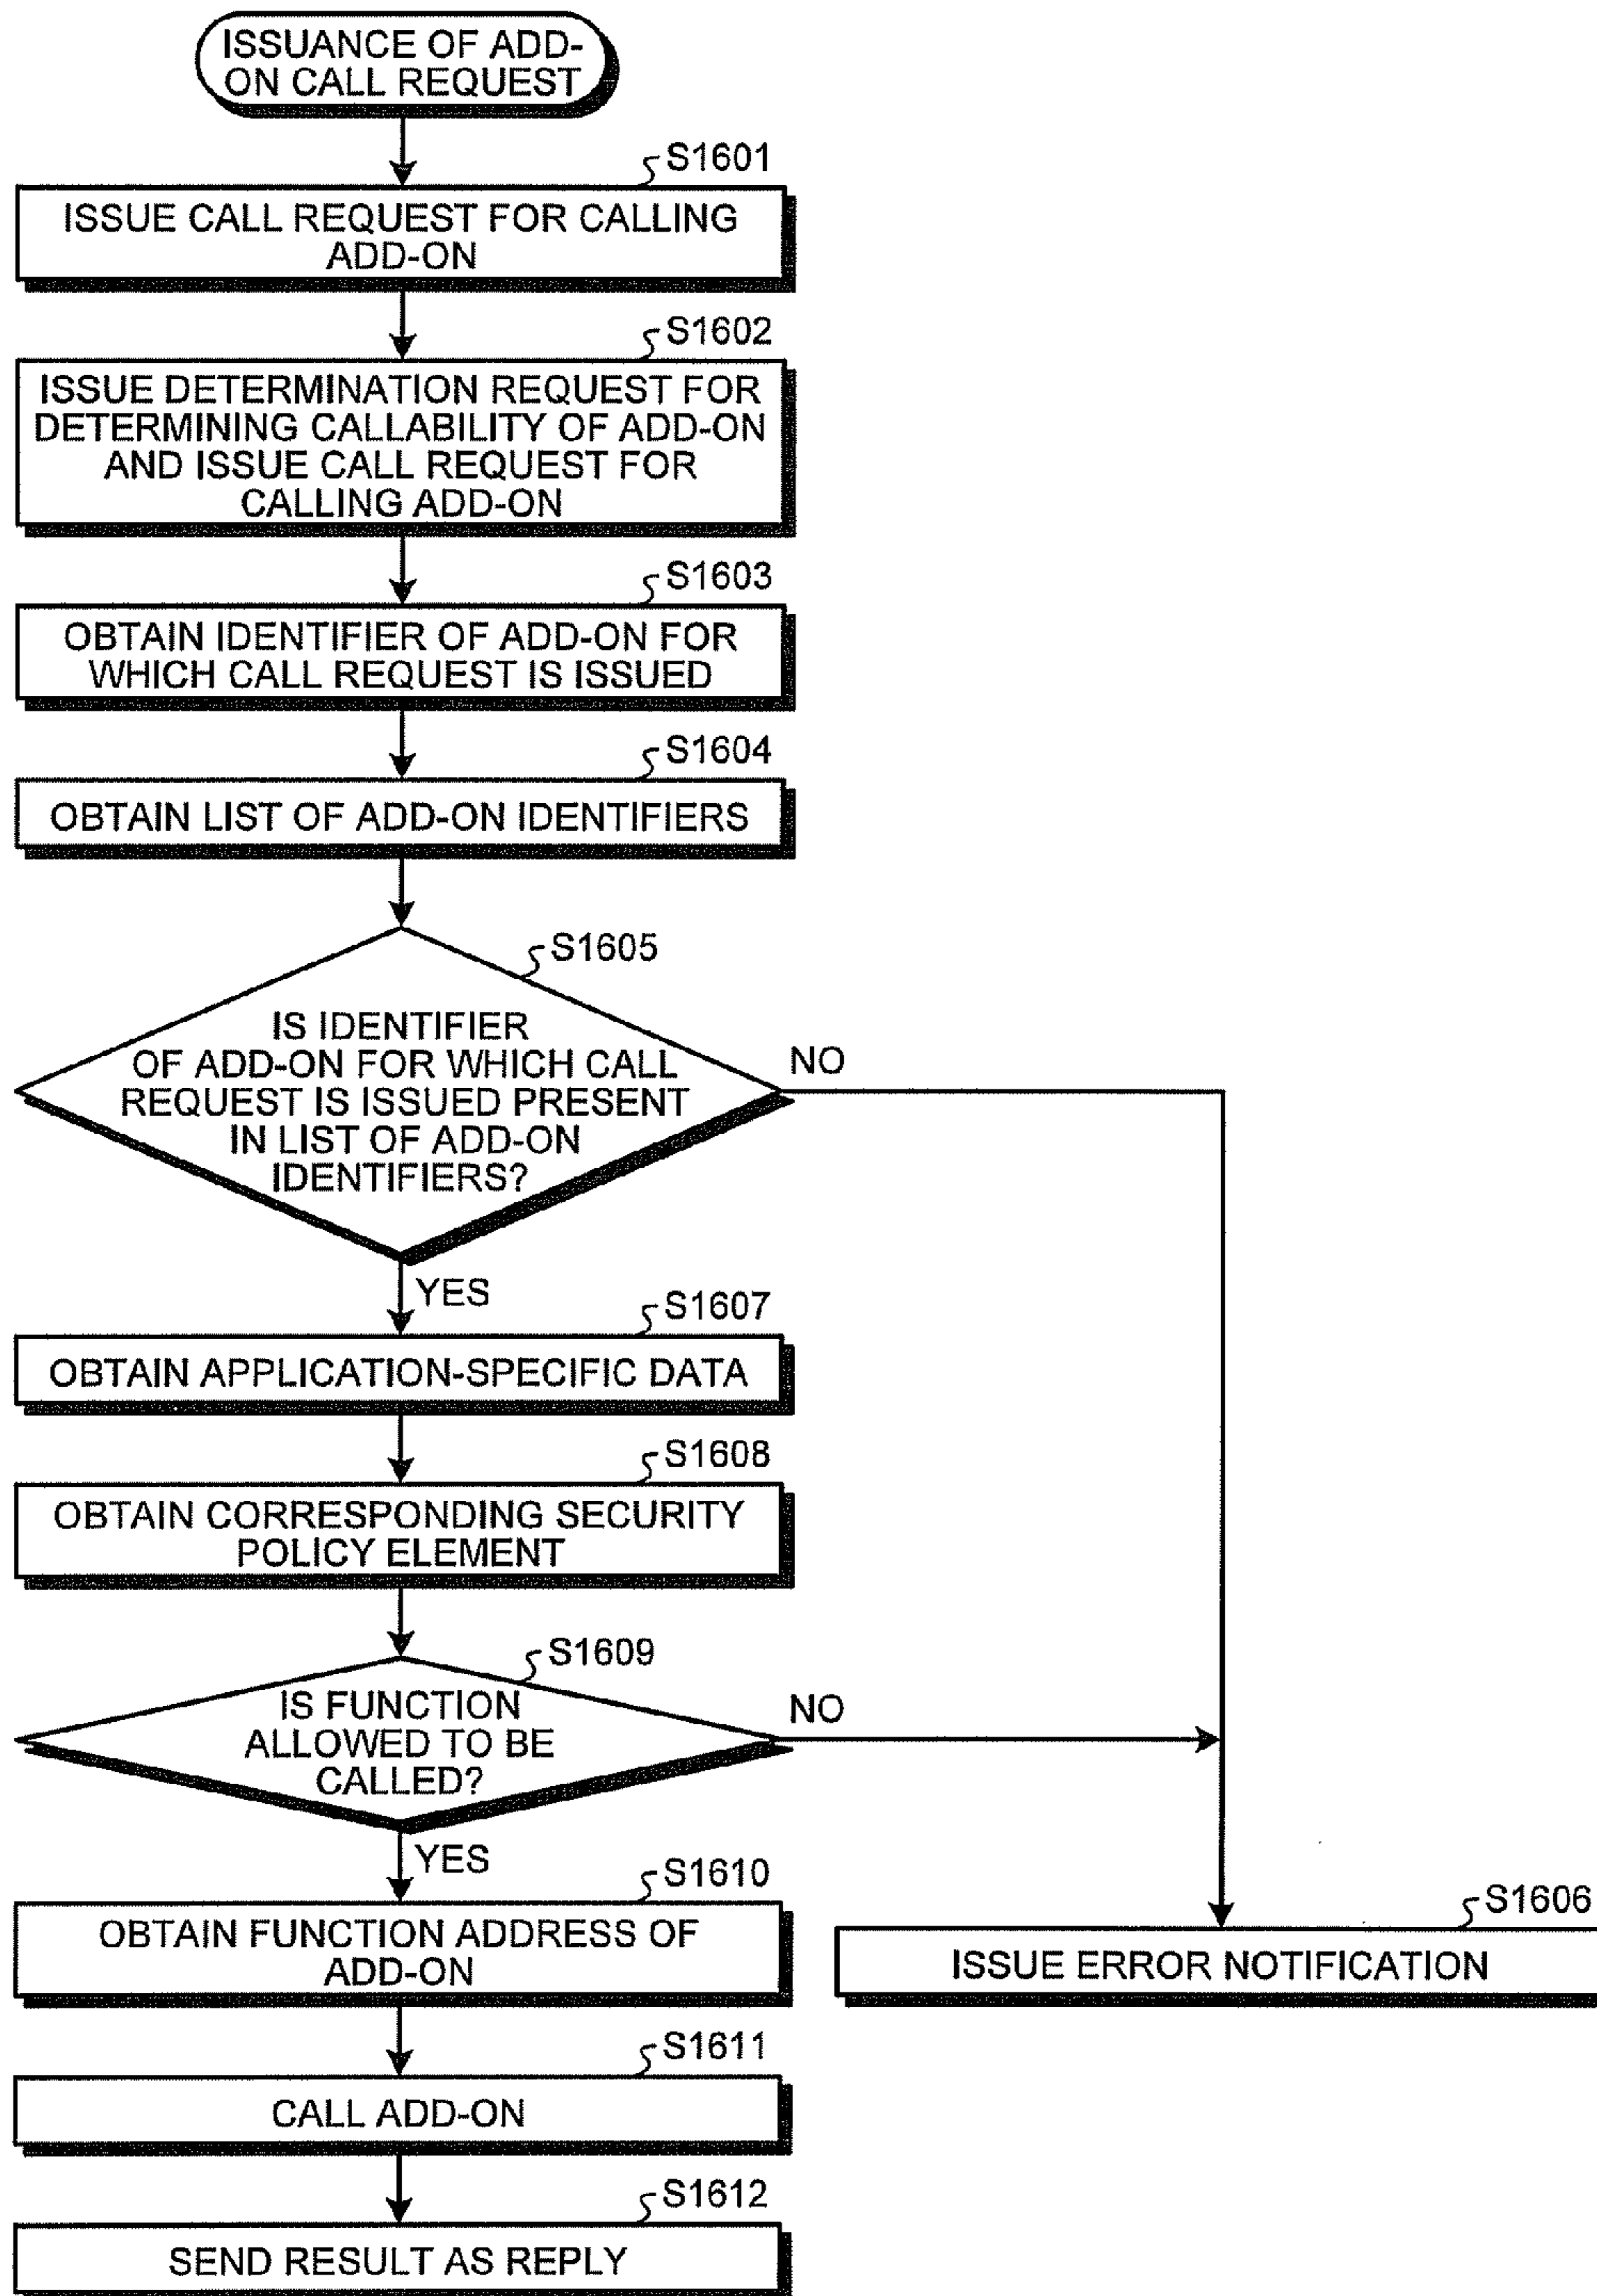 ISSUANCE OF ADD-
ON CALL REQUEST
S1601
ISSUE CALL REQUEST FOR CALLING
ADD-ON
S1602
ISSUE DETERMINATION REQUEST FOR
DETERMINING CALLABILITY OF ADD-ON
AND ISSUE CALL REQUEST FOR
CALLING ADD-ON
S1603
OBTAIN IDENTIFIER OF ADD-ON FOR
WHICH CALL REQUEST IS ISSUED
S1604
OBTAIN LIST OF ADD-ON IDENTIFIERS
S1605
IS IDENTIFIER
OF ADD-ON FOR WHICH CALL
REQUEST IS ISSUED PRESENT
IN LIST OF ADD-ON
IDENTIFIERS?
NO
YES
S1607
OBTAIN APPLICATION-SPECIFIC DATA
S1608
OBTAIN CORRESPONDING SECURITY
POLICY ELEMENT
S1609
IS FUNCTION
ALLOWED TO BE
CALLED?
NO
YES
S1610
OBTAIN FUNCTION ADDRESS OF
ADD-ON
S1606
ISSUE ERROR NOTIFICATION
S1611
CALL ADD-ON
S1612
SEND RESULT AS REPLY